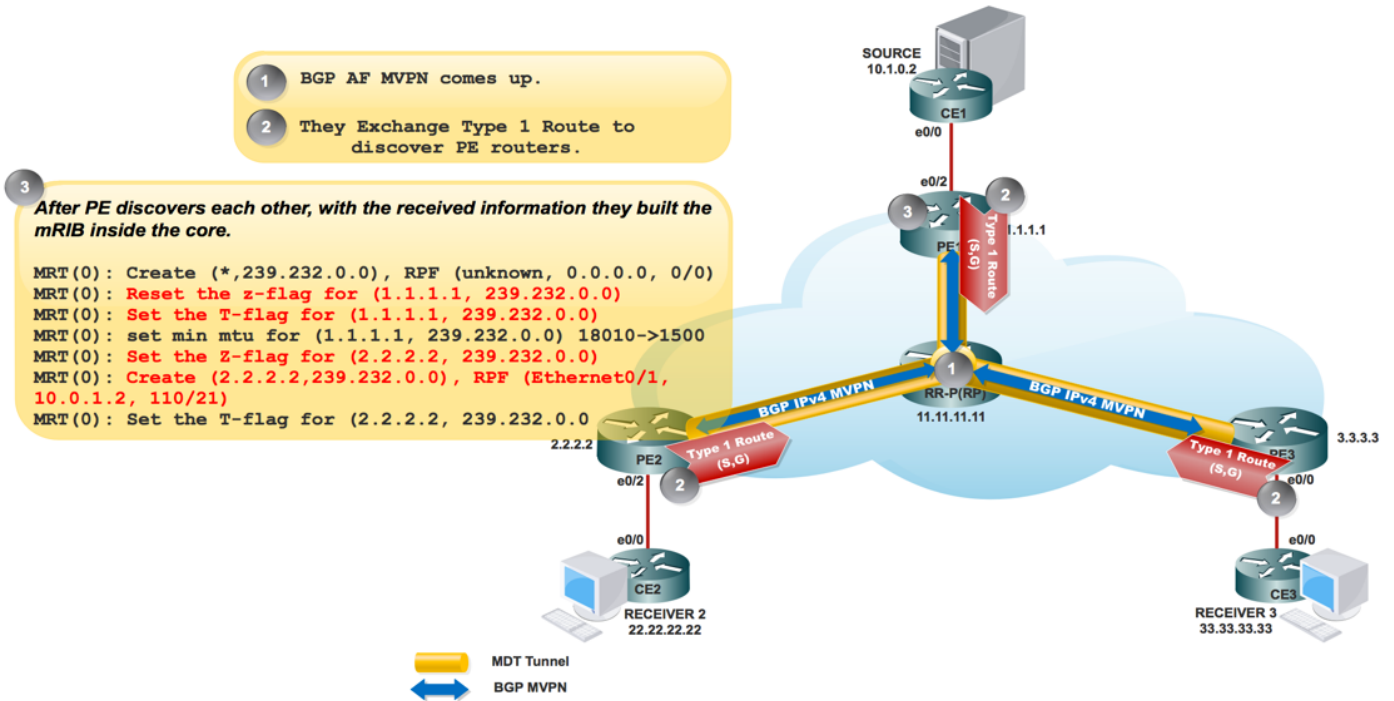 1
BGP AF MVPN comes up.
2
They Exchange Type 1 Route to
discover PE routers.
3
After PE discovers each other, with the received information they built the
mRIB inside the core.
MRT(0): Create (*,239.232.0.0), RPF (unknown, 0.0.0.0, 0/0)
MRT(0): Reset the z-flag for (1.1.1.1, 239.232.0.0)
MRT(0): Set the T-flag for (1.1.1.1, 239.232.0.0)
MRT(0): set min mtu for (1.1.1.1, 239.232.0.0) 18010->1500
MRT(0): Set the Z-flag for (2.2.2.2, 239.232.0.0)
MRT(0): Create (2.2.2.2,239.232.0.0), RPF (Ethernet0/1,
10.0.1.2, 110/21)
MRT(0): Set the T-flag for (2.2.2.2, 239.232.0.0
SOURCE
10.1.0.2
CE1
e0/0
e0/2
3
2
PE1
1.1.1.1
Type 1 Route
(S,G)
1
RR-P(RP)
11.11.11.11
BGP IPv4 MVPN
BGP IPv4 MVPN
2.2.2.2
PE2
Type 1 Route
(S,G)
2
e0/2
e0/0
CE2
RECEIVER 2
22.22.22.22
3.3.3.3
PE3
Type 1 Route
(S,G)
e0/0
2
e0/0
CE3
RECEIVER 3
33.33.33.33
MDT Tunnel
BGP MVPN